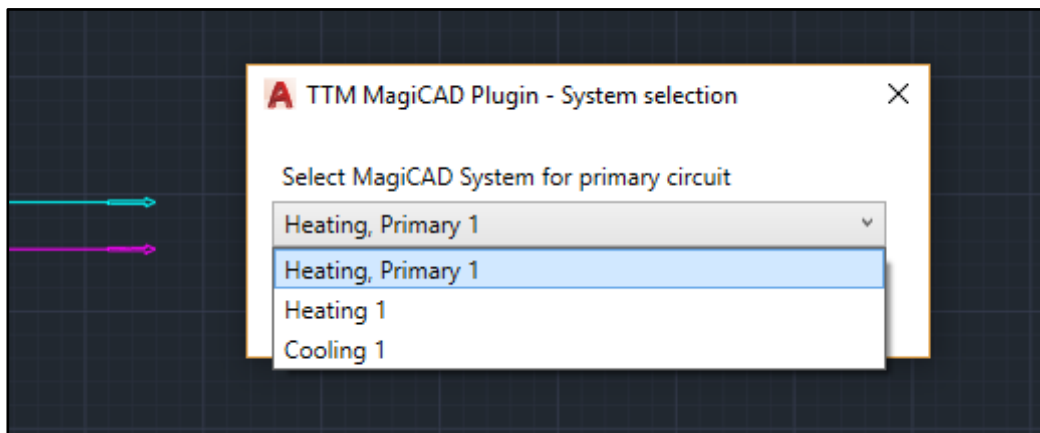 TTM MagiCAD Plugin - System selection
Select MagiCAD System for primary circuit
Heating, Primary 1
Heating, Primary 1
Heating 1
Cooling 1